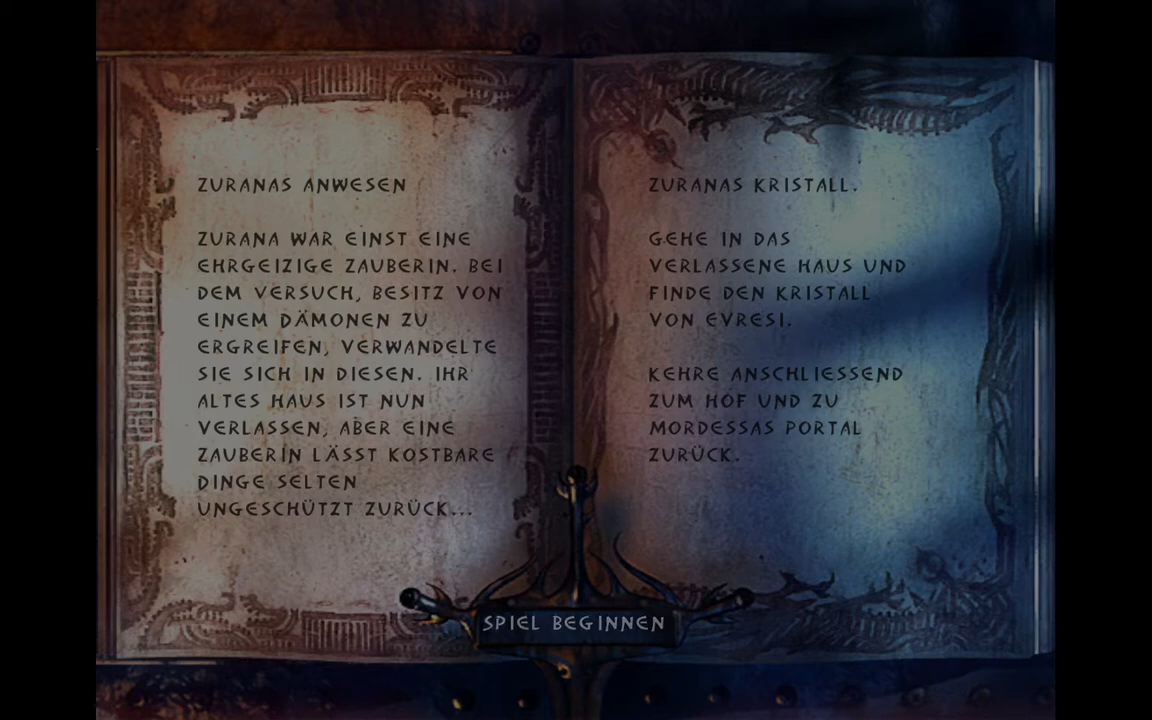 ZURANAS ANWESEN
ZURANA WAR EINST EINE
EHRGEIZIGE ZAUBERIN. BEI
DEM VERSUCH, BESITZ VON
EINEM DÄMONEN ZU
ERGREIFEN, VERWANDELTE
SIE SICH IN DIESEN. IHR
ALTES HAUS IST NUN
VERLASSEN, ABER EINE
ZAUBERIN LÄSST KOSTBARE
DINGE SELTEN
UNGESCHÜTZT ZURÜCK...
ZURANAS KRISTALL.
GEHE IN DAS
VERLASSENE HAUS UND
FINDE DEN KRISTALL
VON EVRESI.
KEHRE ANSCHLIESSEND
ZUM HOF UND ZU
MORDESSAS PORTAL
ZURÜCK.
SPIEL BEGINNEN